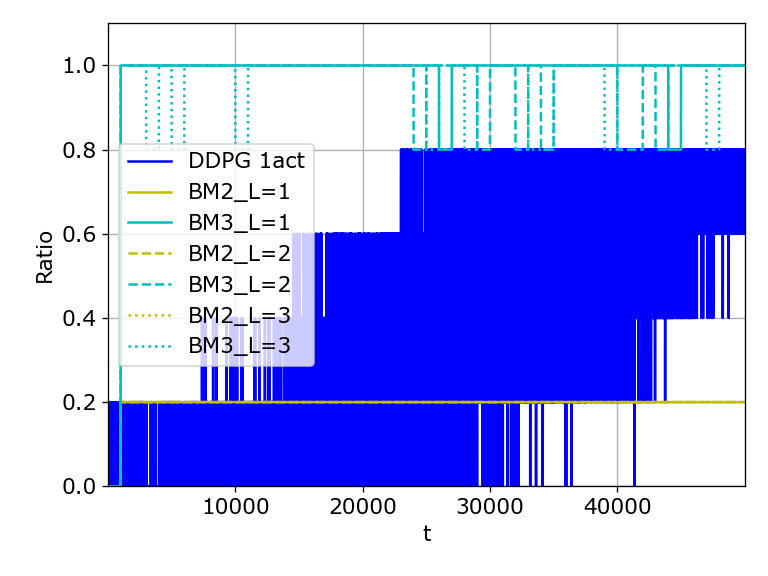 1.0
0.8
0.6
0.4
0.2
0.0
Ratio
DDPG 1act
BM2_L=1
BM3_L=1
BM2_L=2
BM3_L=2
BM2_L=3
BM3_L=3
10000 20000 30000 40000
t